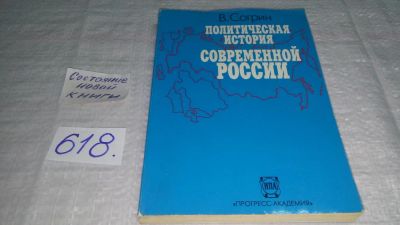 В. Согрин
ПОЛИТИЧЕСКАЯ
ИСТОРИЯ
СОВРЕМЕННОЙ
РОССИИ
«ПРОГРЕСС-АКАДЕМИЯ»
Состояние
новой
книги
618.